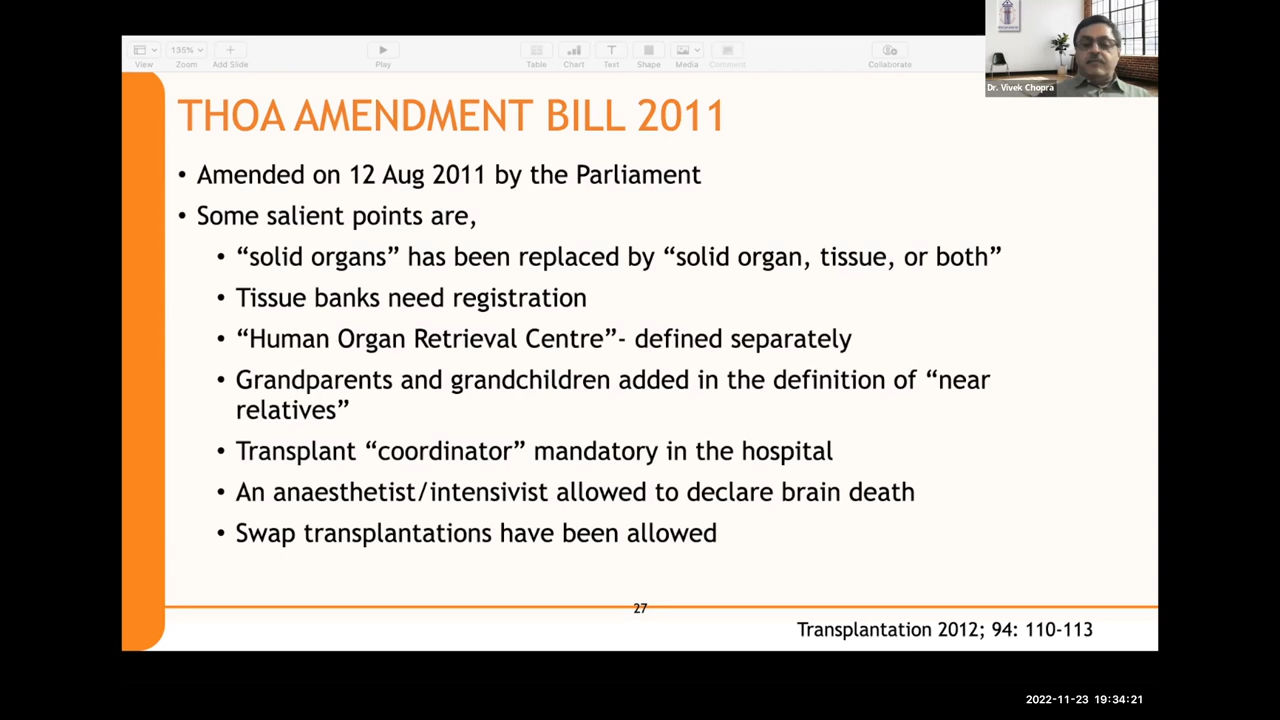 View
135%
Zoom
Add Slide
Play
Table
Chart
Text
Shape
Media
Comment
Collaborate
Dr. Vivek Chopra
THOA AMENDMENT BILL 2011
• Amended on 12 Aug 2011 by the Parliament
• Some salient points are,
• “solid organs” has been replaced by “solid organ, tissue, or both”
• Tissue banks need registration
• “Human Organ Retrieval Centre”- defined separately
• Grandparents and grandchildren added in the definition of “near
relatives”
• Transplant “coordinator” mandatory in the hospital
• An anaesthetist/intensivist allowed to declare brain death
• Swap transplantations have been allowed
27
Transplantation 2012; 94: 110-113
2022-11-23 19:34:21